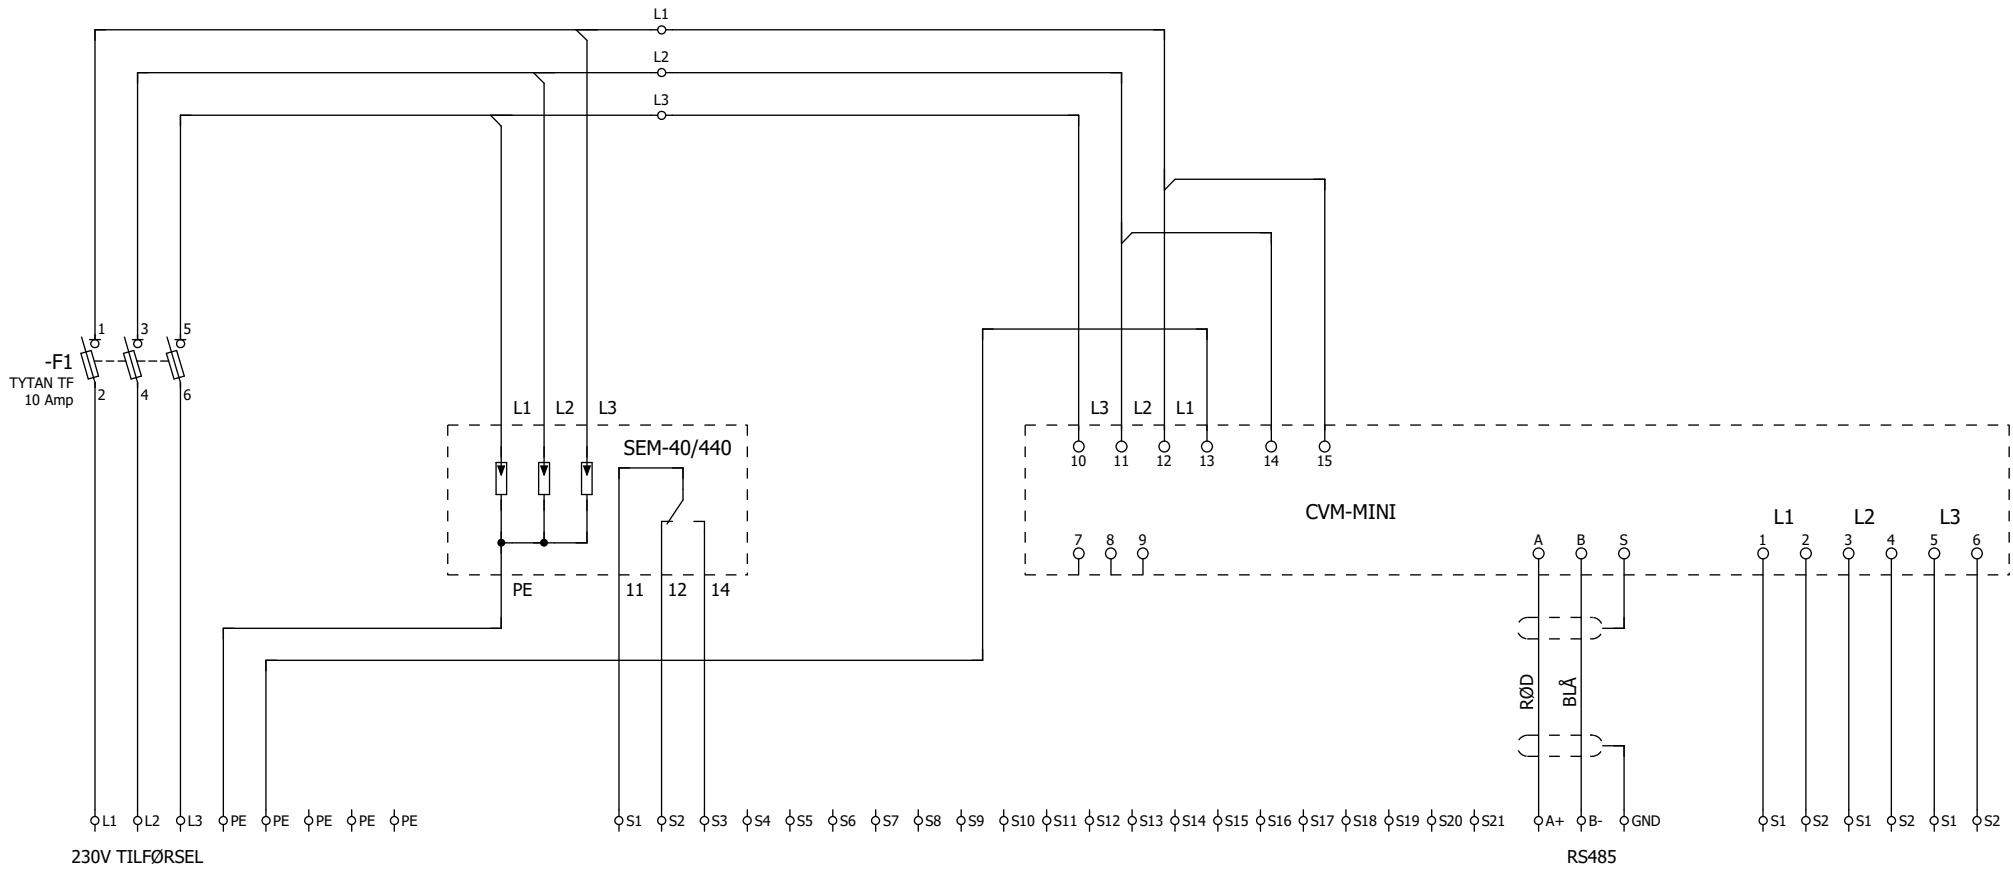 L1
L2
L3
1 3 5
-F1
TYTAN TF
10 Amp
2 4 6
L1 L2 L3
SEM-40/440
PE 11 12 14
L3 L2 L1
10 11 12 13 14 15
CVM-MINI
7 8 9
A B S
L1 L2 L3
1 2 3 4 5 6
RØD
BLÅ
L1 L2 L3 PE PE PE PE PE
S1 S2 S3 S4 S5 S6 S7 S8 S9 S10 S11 S12 S13 S14 S15 S16 S17 S18 S19 S20 S21
A+ B- GND
S1 S2 S1 S2 S1 S2
230V TILFØRSEL
RS485